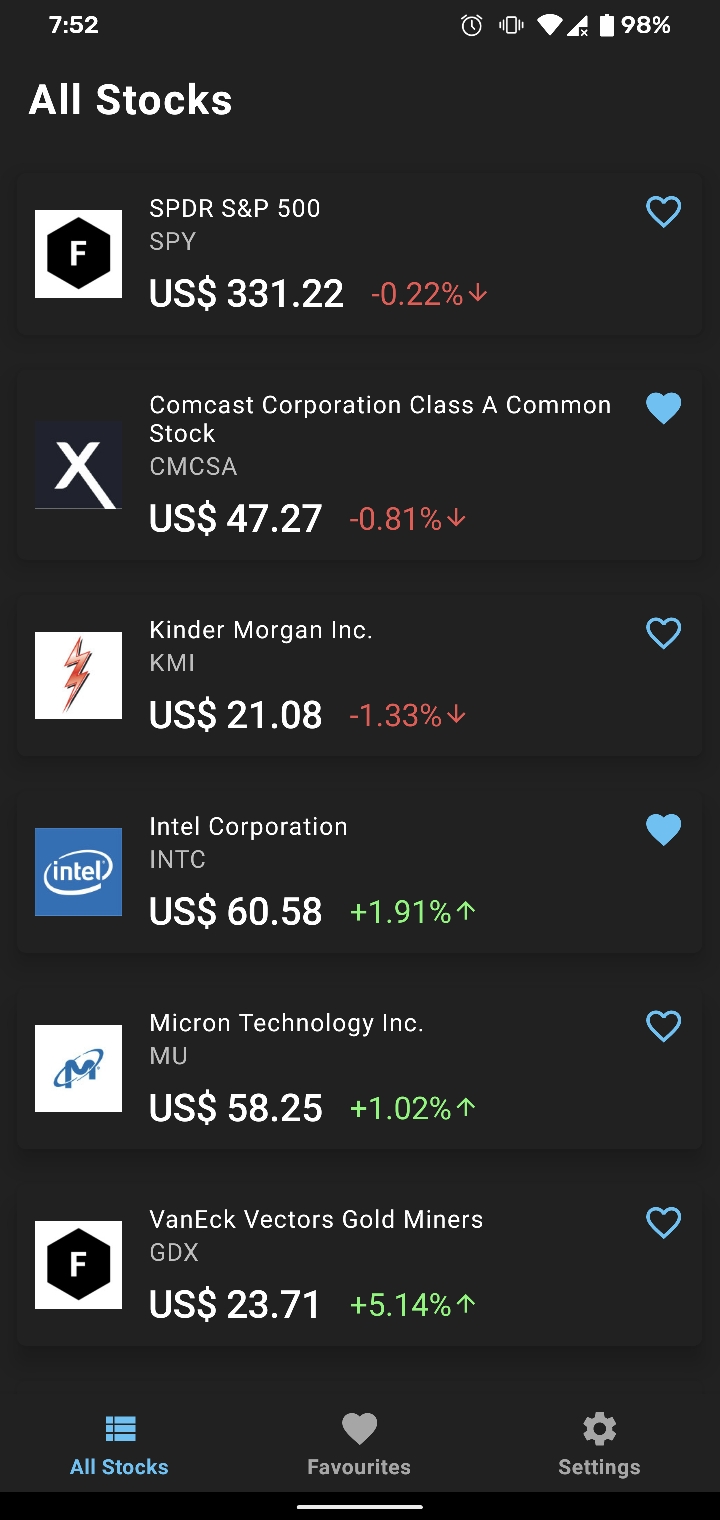 7:52 98%
All Stocks
SPDR S&P 500
F
SPY
US$ 331.22 -0.22%↓
Comcast Corporation Class A Common
Stock
X
CMCSA
US$ 47.27 -0.81%↓
Kinder Morgan Inc.
KMI
US$ 21.08 -1.33%↓
Intel Corporation
intel
INTC
US$ 60.58 +1.91%↑
Micron Technology Inc.
M
MU
US$ 58.25 +1.02%↑
VanEck Vectors Gold Miners
F
GDX
US$ 23.71 +5.14%↑
All Stocks Favourites Settings